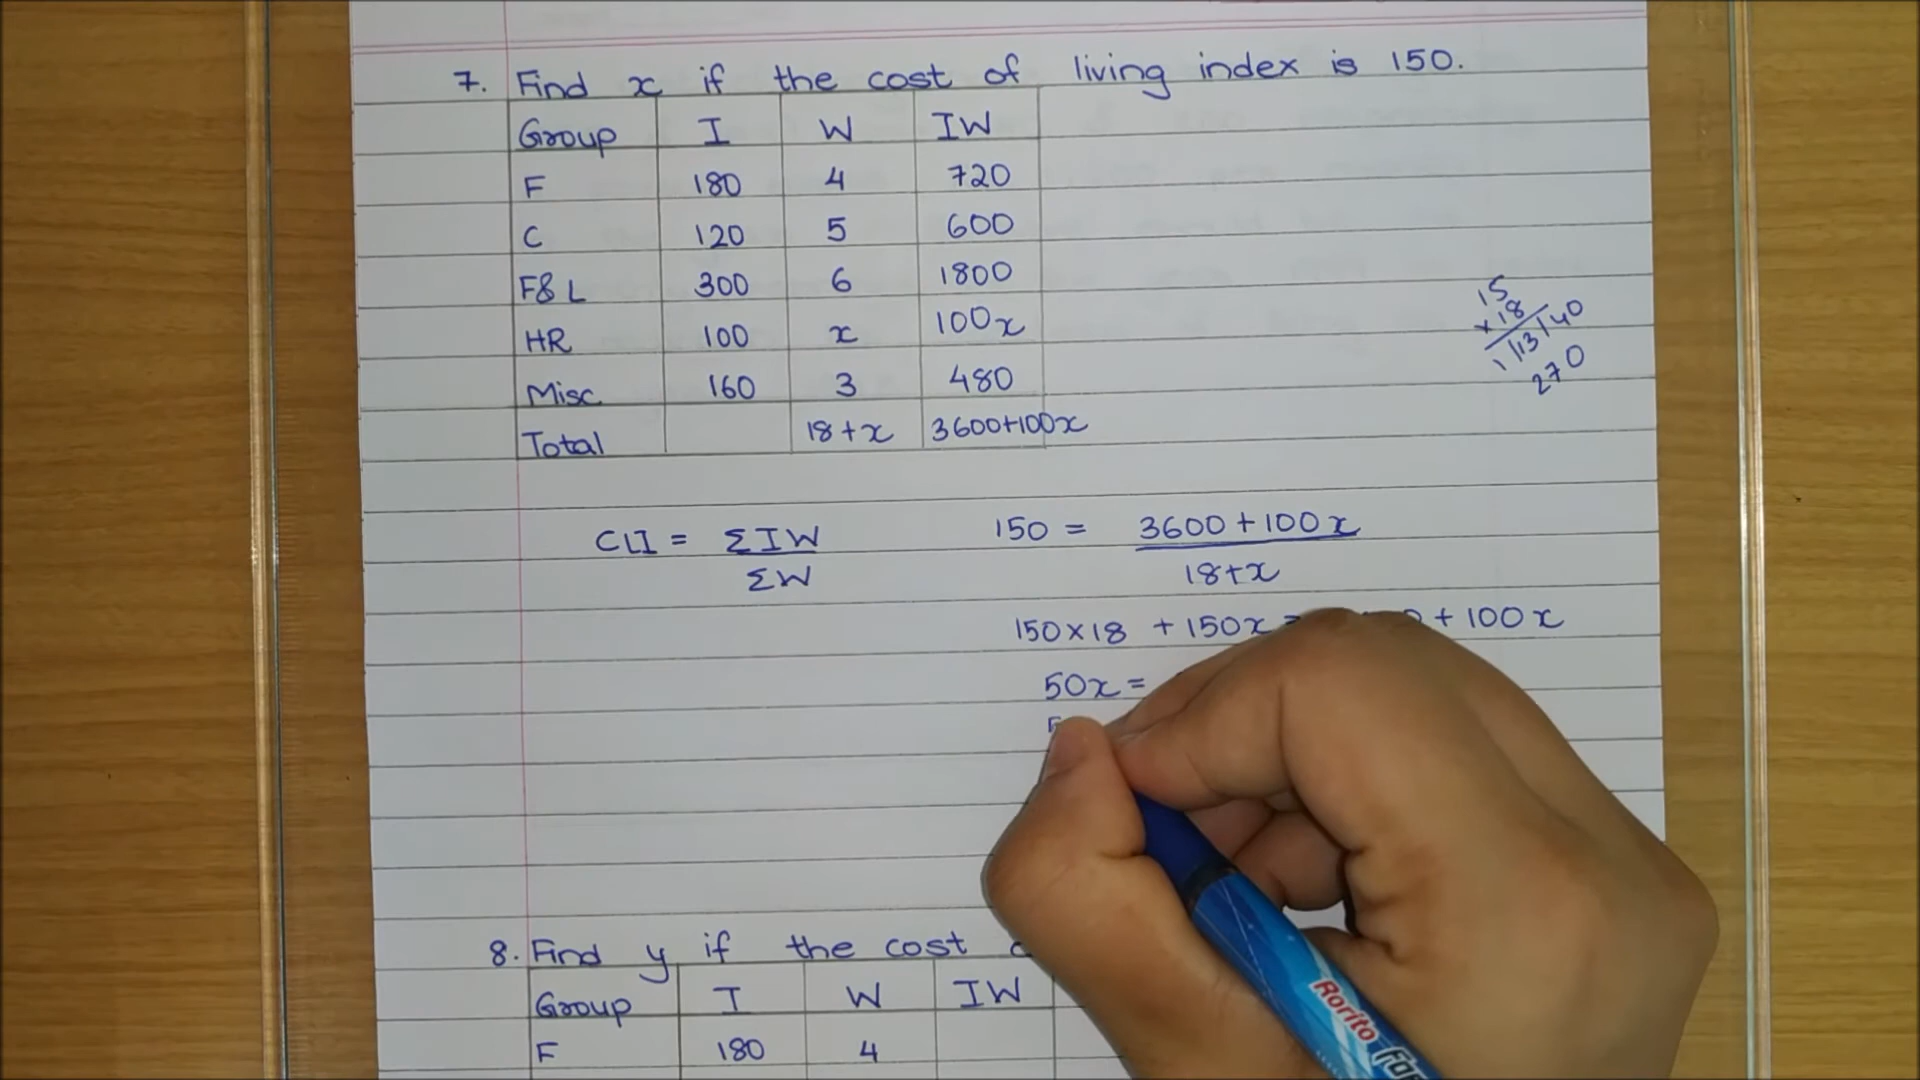 7. Find x if the cost of living index is 150.
Group I W IW
F 180 4 720
C 120 5 600
F&L 300 6 1800
HR 100 x 100x
Misc. 160 3 480
Total 18+x 3600+100x
15
×18
1/13/40
270
CLI = ΣIW 150 = 3600+100x
ΣW 18+x
150×18 +150x = +100x
50x =
8. Find y if the cost
Group I W IW
F 180 4
Rorito